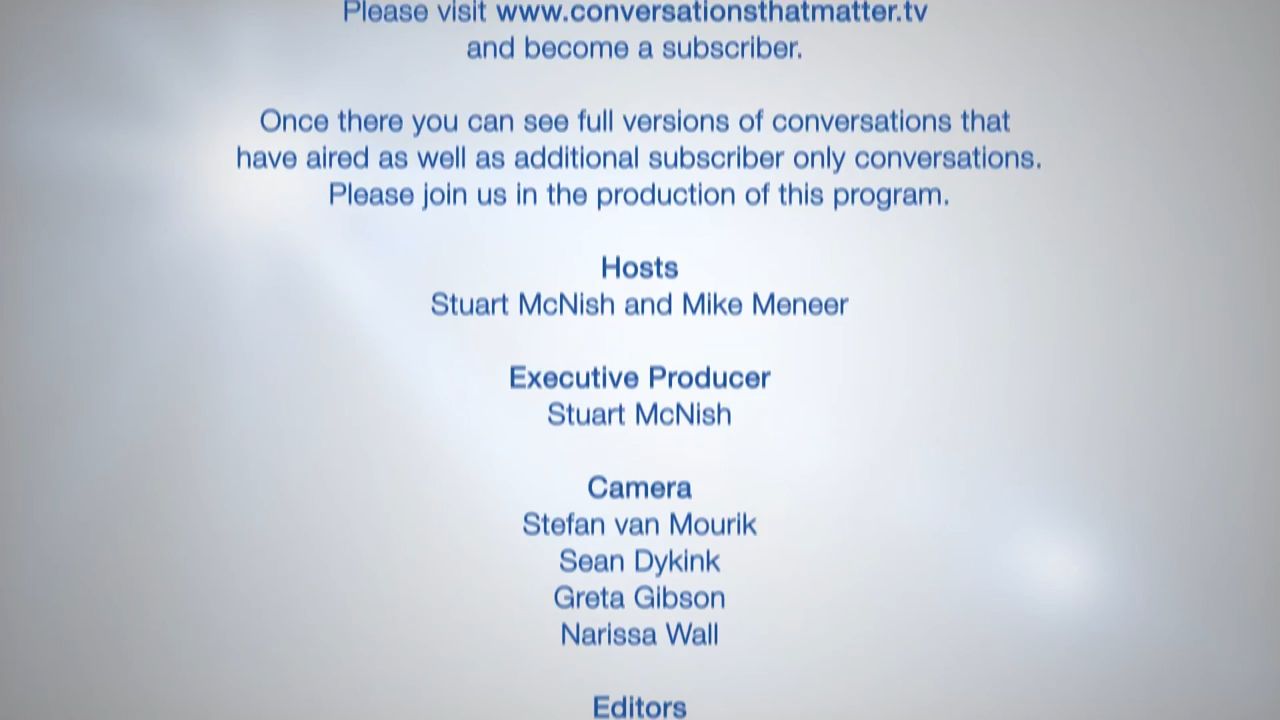 Please visit www.conversationsthatmatter.tv
and become a subscriber.
Once there you can see full versions of conversations that
have aired as well as additional subscriber only conversations.
Please join us in the production of this program.
Hosts
Stuart McNish and Mike Meneer
Executive Producer
Stuart McNish
Camera
Stefan van Mourik
Sean Dykink
Greta Gibson
Narissa Wall
Editors